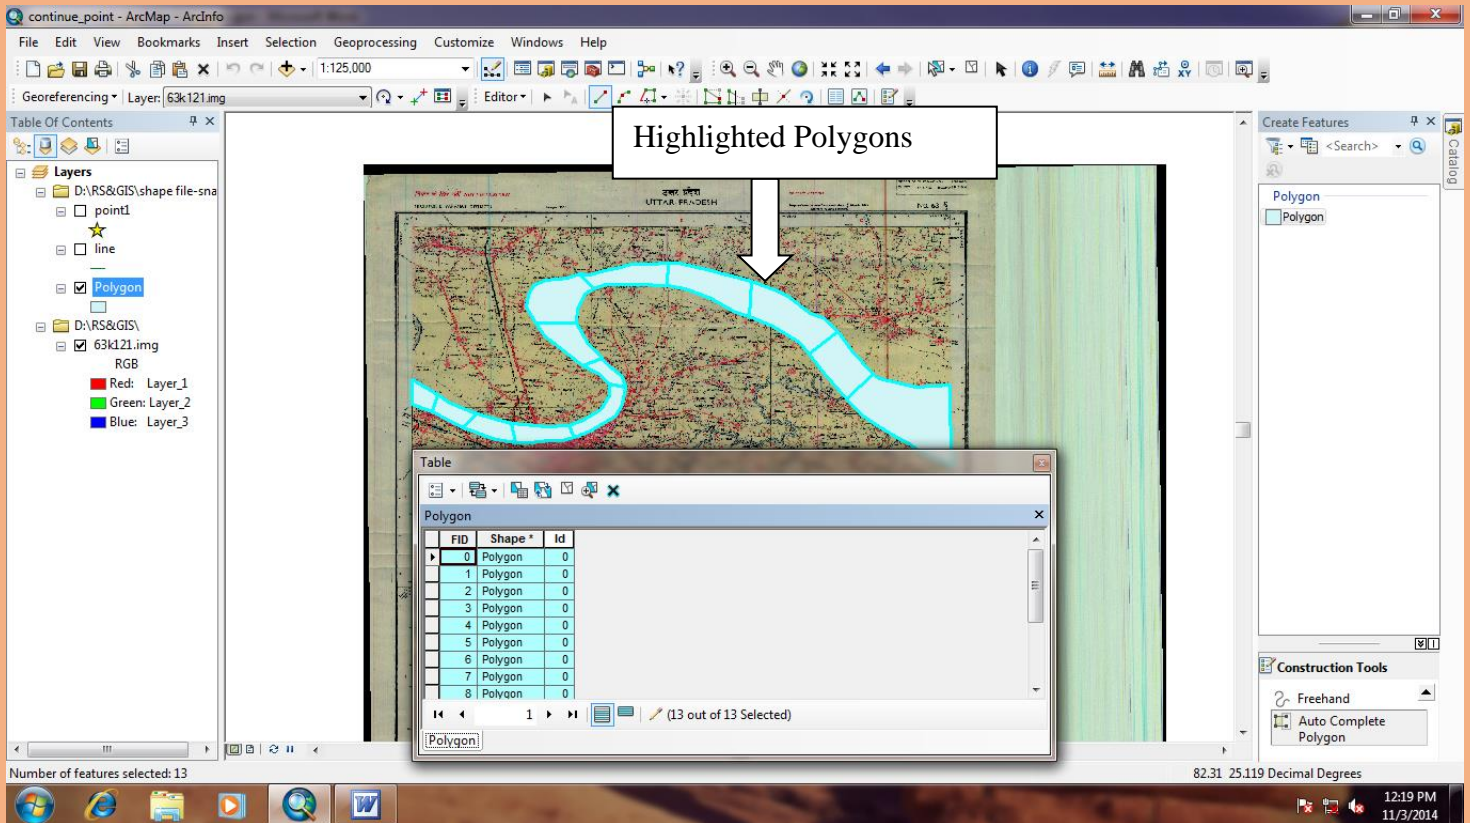 continue_point - ArcMap - ArcInfo
File Edit View Bookmarks Insert Selection Geoprocessing Customize Windows Help
1:125,000
Georeferencing Layer: 63k121.img
Editor
Table Of Contents
Layers
D:\RS&GIS\shape file-sna
point1
line
Polygon
D:\RS&GIS\
63k121.img
RGB
Red: Layer_1
Green: Layer_2
Blue: Layer_3
Highlighted Polygons
उत्तर प्रदेश
UTTAR PRADESH
Table
Polygon
FID Shape * Id
0 Polygon 0
1 Polygon 0
2 Polygon 0
3 Polygon 0
4 Polygon 0
5 Polygon 0
6 Polygon 0
7 Polygon 0
8 Polygon 0
1
(13 out of 13 Selected)
Polygon
Create Features
<Search>
Catalog
Polygon
Polygon
Construction Tools
Freehand
Auto Complete
Polygon
Number of features selected: 13
82.31 25.119 Decimal Degrees
12:19 PM
11/3/2014